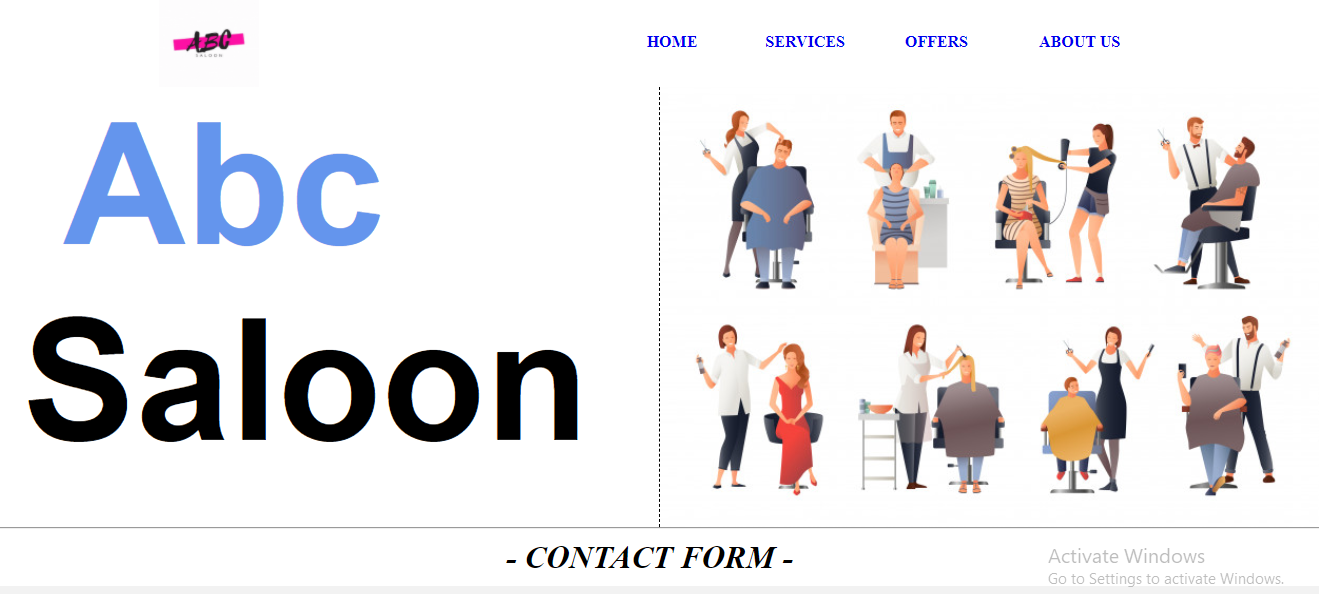 ABC
SALOON
HOME SERVICES OFFERS ABOUT US
Abc
Saloon
- CONTACT FORM -
Activate Windows
Go to Settings to activate Windows.